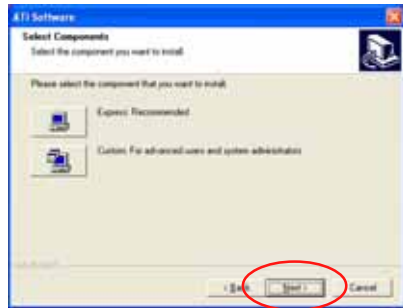 ATI Software
Select Components
Select the component you want to install.
Please select the component that you want to install.
Express: Recommended
Custom: For advanced users and system administrators
< Back
Next >
Cancel